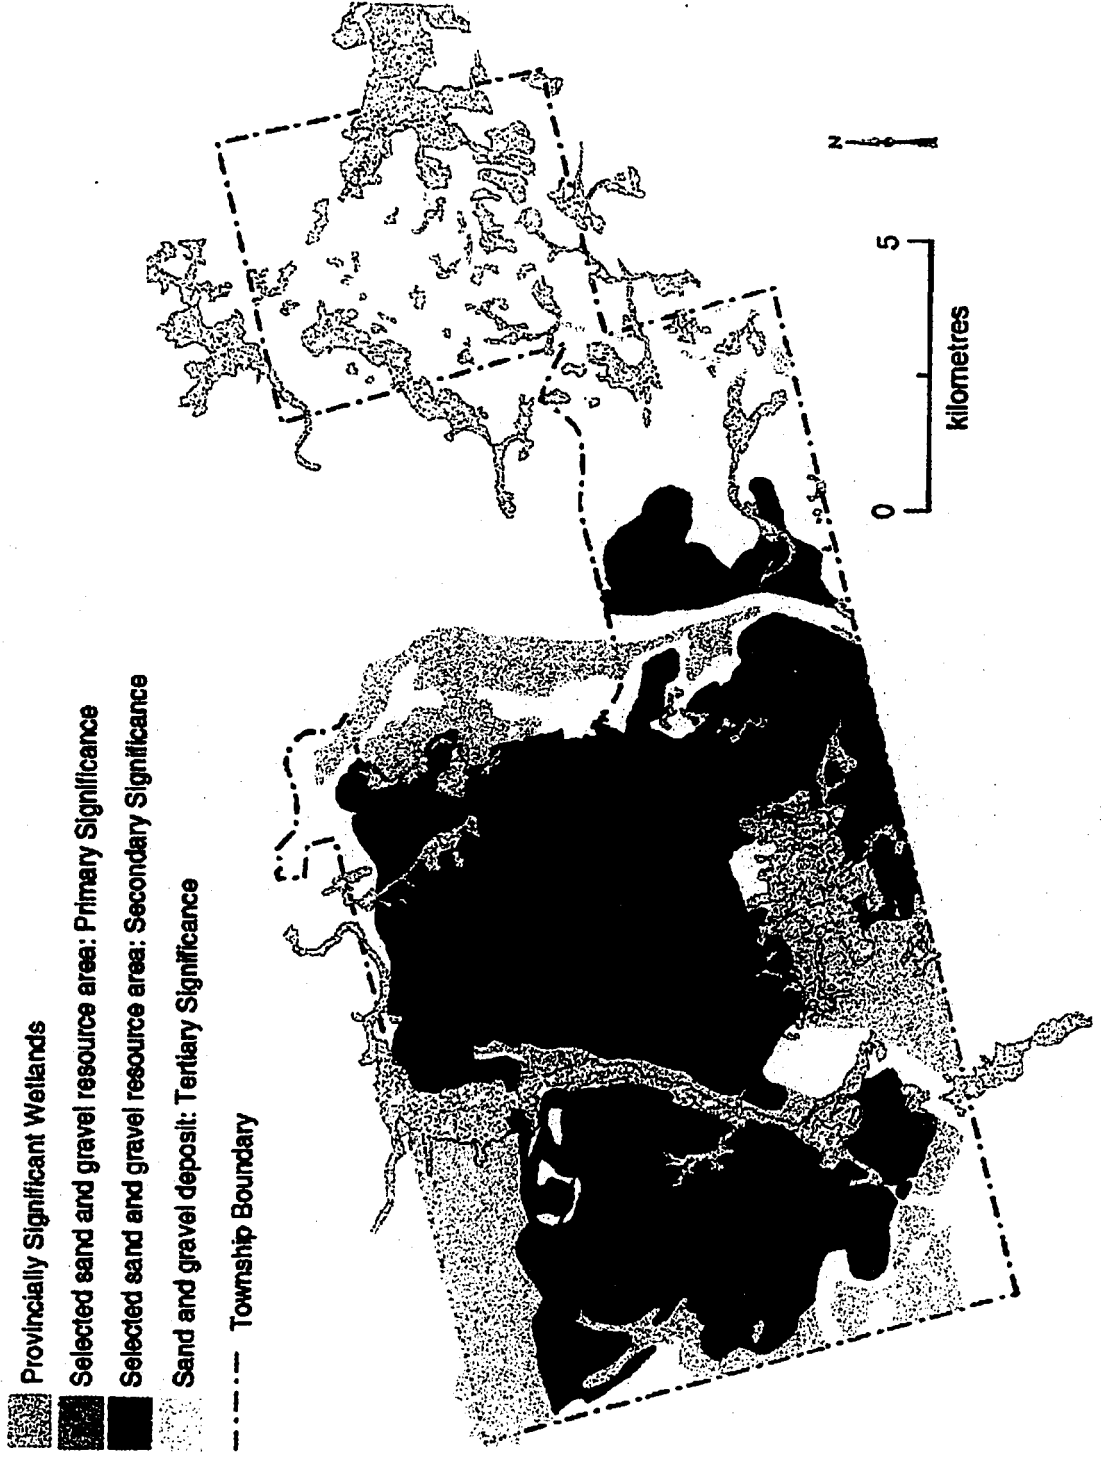 Provincially Significant Wetlands
Selected sand and gravel resource area: Primary Significance
Selected sand and gravel resource area: Secondary Significance
Sand and gravel deposit: Tertiary Significance
Township Boundary
N
0 5
kilometres